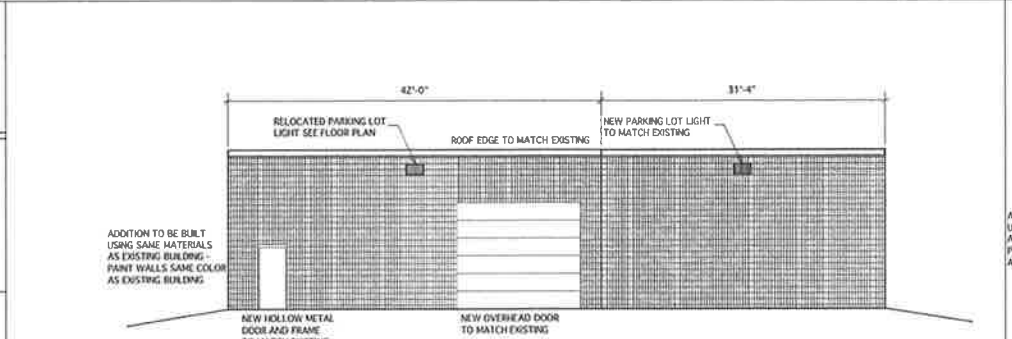 42'-0"
RELOCATED PARKING LOT
LIGHT SEE FLOOR PLAN
ROOF EDGE TO MATCH EXISTING
NEW PARKING LOT LIGHT
TO MATCH EXISTING
ADDITION TO BE BUILT
USING SAME MATERIALS
AS EXISTING BUILDING -
PAINT WALLS SAME COLOR
AS EXISTING BUILDING
NEW HOLLOW METAL
DOOR AND FRAME
NEW OVERHEAD DOOR
TO MATCH EXISTING